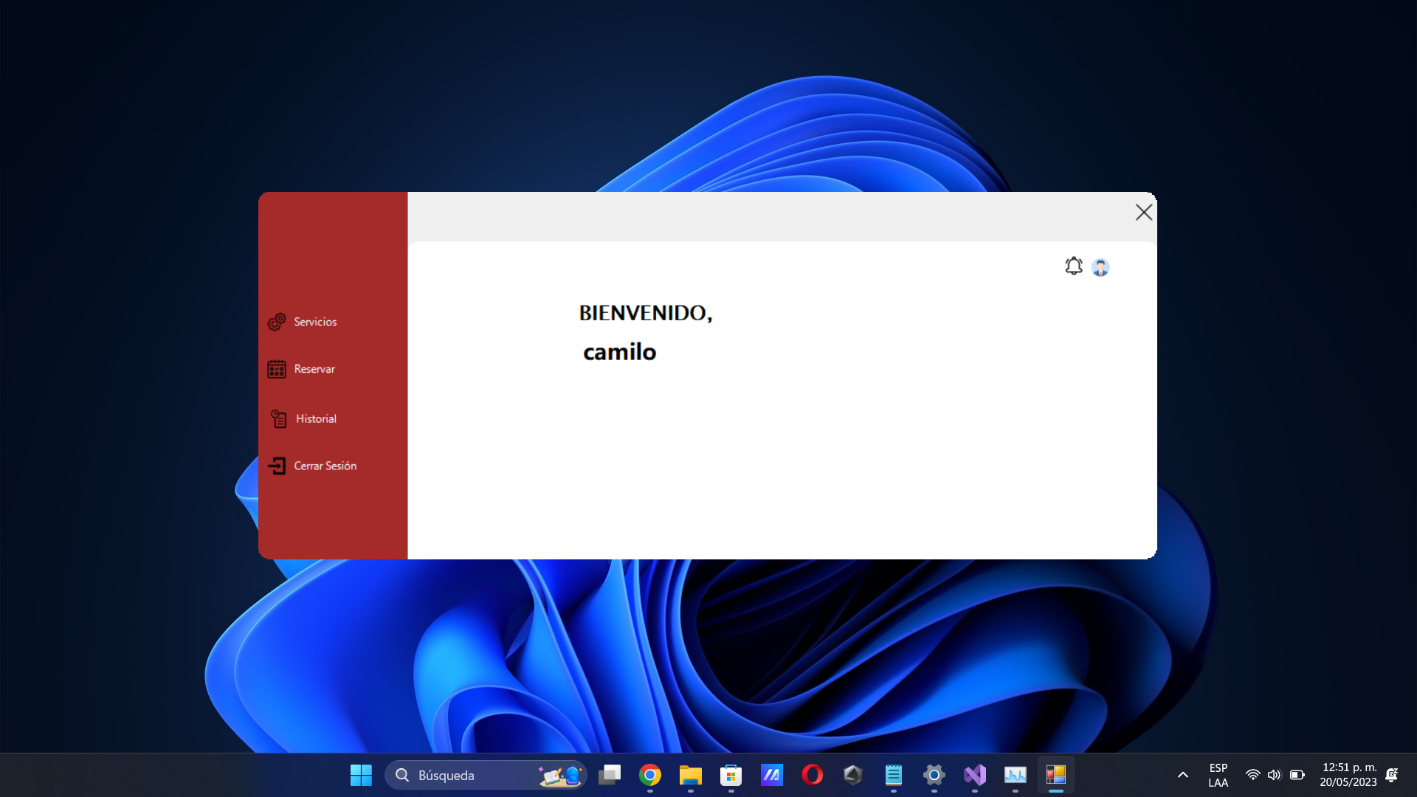 BIENVENIDO,
camilo
Servicios
Reservar
Historial
Cerrar Sesión
Búsqueda
ESP
LAA
12:51 p. m.
20/05/2023